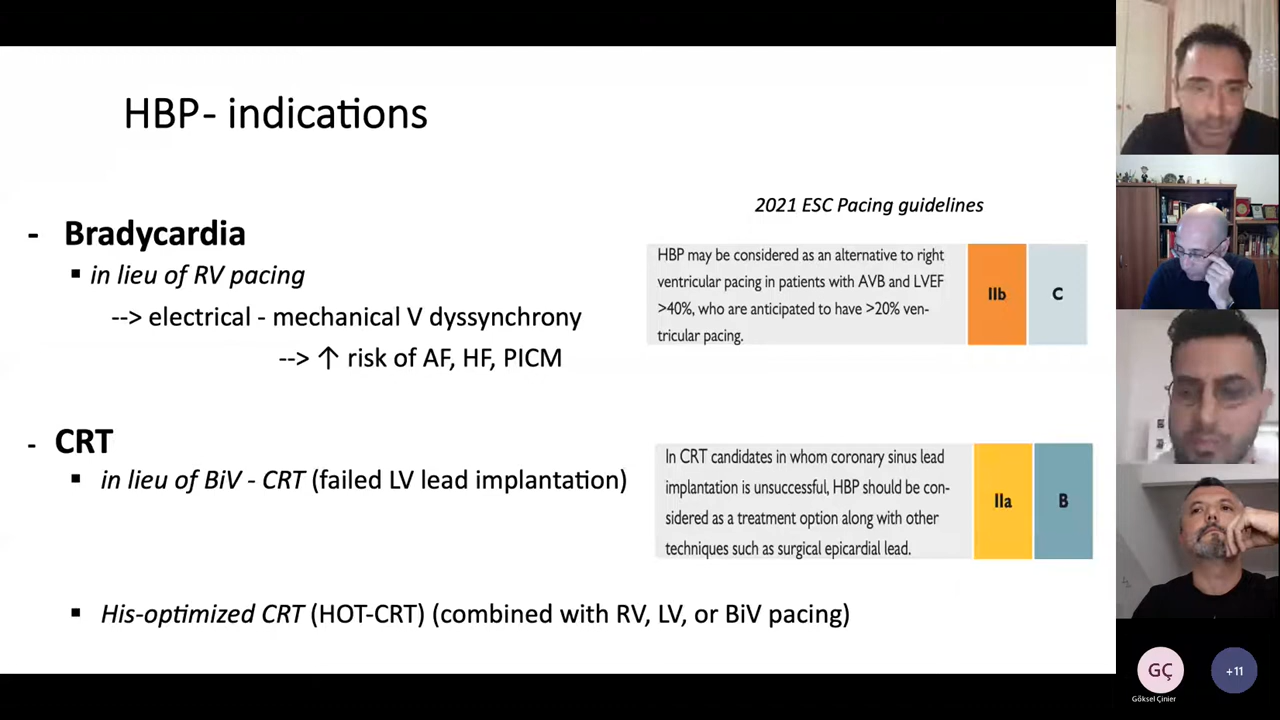 HBP- indications
- Bradycardia
▪ in lieu of RV pacing
--> electrical - mechanical V dyssynchrony
--> ↑ risk of AF, HF, PICM
2021 ESC Pacing guidelines
HBP may be considered as an alternative to right
ventricular pacing in patients with AVB and LVEF
>40%, who are anticipated to have >20% ven-
tricular pacing.
IIb
C
- CRT
▪ in lieu of BiV - CRT (failed LV lead implantation)
In CRT candidates in whom coronary sinus lead
implantation is unsuccessful, HBP should be con-
sidered as a treatment option along with other
techniques such as surgical epicardial lead.
IIa
B
▪ His-optimized CRT (HOT-CRT) (combined with RV, LV, or BiV pacing)
GÇ
+11
Göksel Çinier